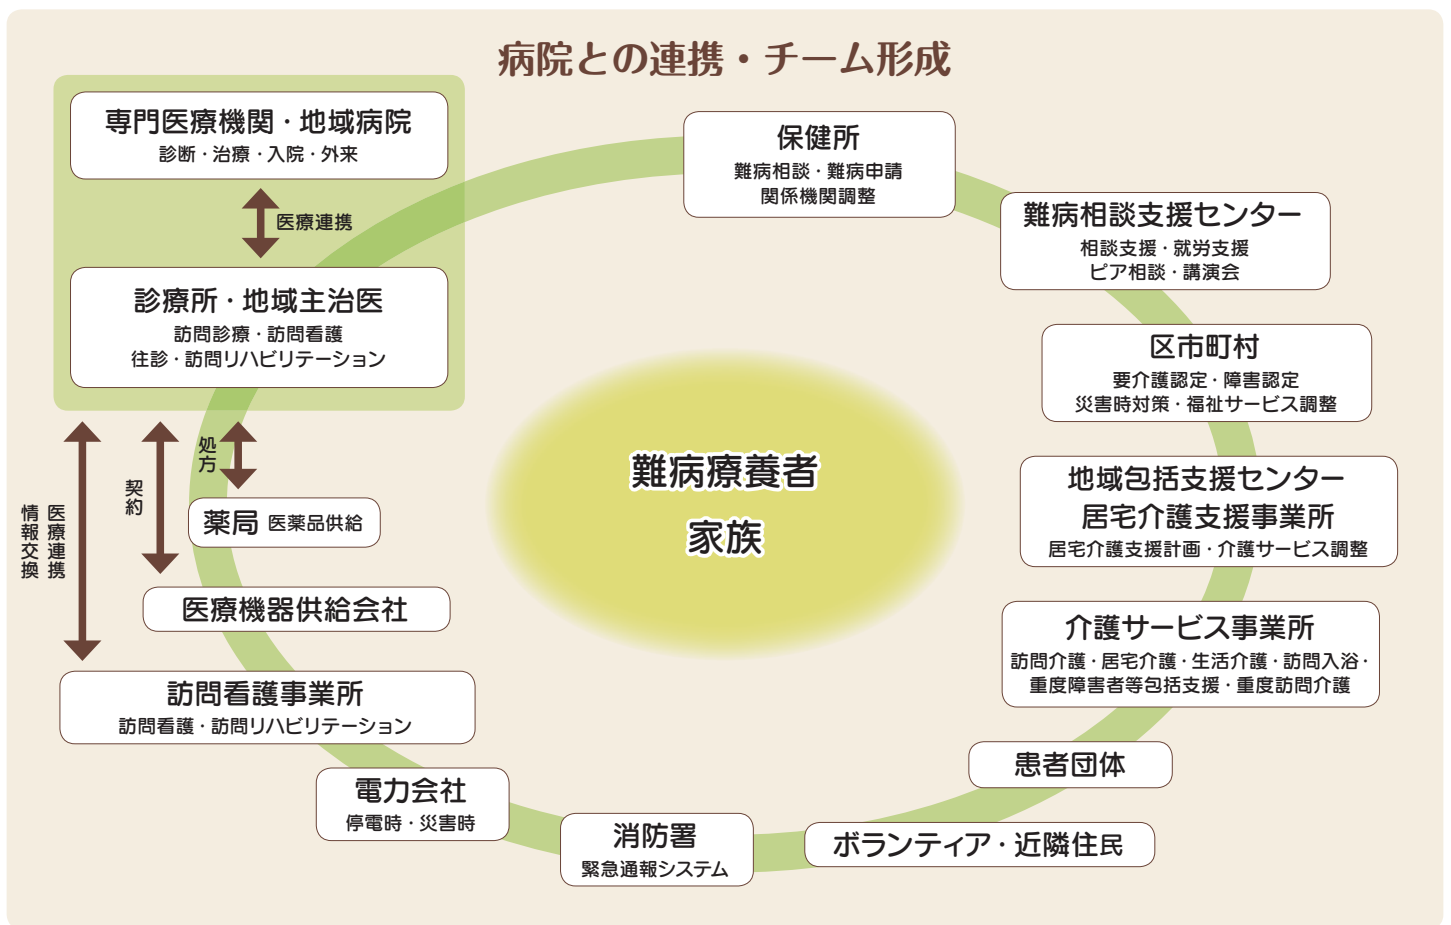 病院との連携・チーム形成
専門医療機関・地域病院
診断・治療・入院・外来
医療連携
診療所・地域主治医
訪問診療・訪問看護
往診・訪問リハビリテーション
処方
契約
医療連携
情報交換
薬局 医薬品供給
医療機器供給会社
訪問看護事業所
訪問看護・訪問リハビリテーション
電力会社
停電時・災害時
消防署
緊急通報システム
ボランティア・近隣住民
患者団体
介護サービス事業所
訪問介護・居宅介護・生活介護・訪問入浴・
重度障害者等包括支援・重度訪問介護
地域包括支援センター
居宅介護支援事業所
居宅介護支援計画・介護サービス調整
区市町村
要介護認定・障害認定
災害時対策・福祉サービス調整
難病相談支援センター
相談支援・就労支援
ピア相談・講演会
保健所
難病相談・難病申請
関係機関調整
難病療養者
家族